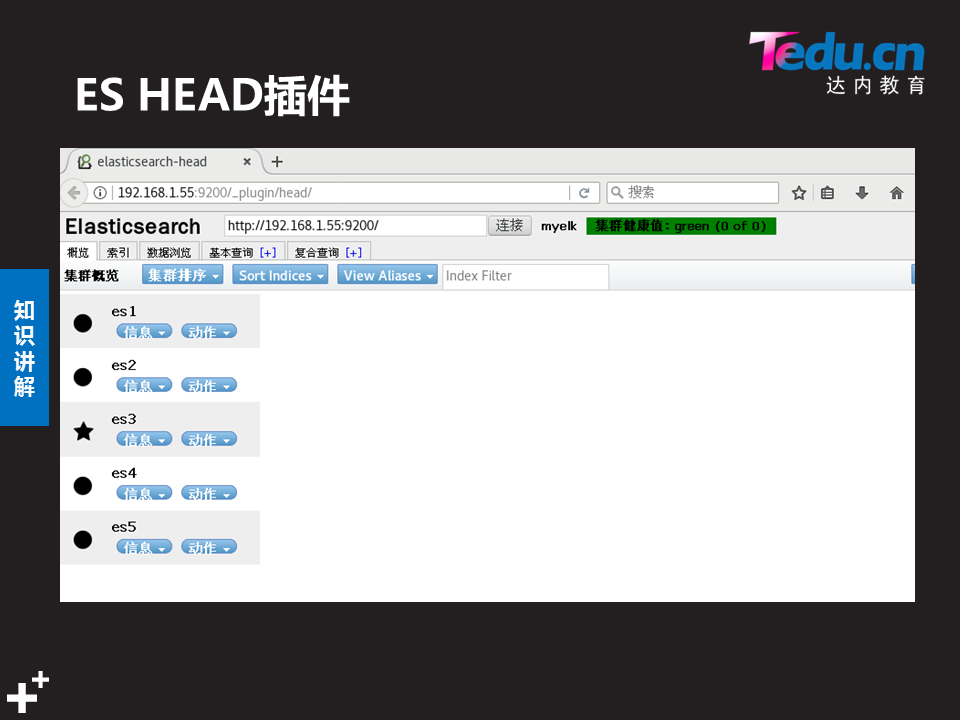 Tedu.cn
达内教育
ES HEAD插件
知识讲解
elasticsearch-head
192.168.1.55:9200/_plugin/head/
搜索
Elasticsearch
http://192.168.1.55:9200/
连接
myelk
集群健康值: green (0 of 0)
概览 索引 数据浏览 基本查询 [+] 复合查询 [+]
集群概览 集群排序 Sort Indices View Aliases Index Filter
es1
信息 动作
es2
信息 动作
es3
信息 动作
es4
信息 动作
es5
信息 动作